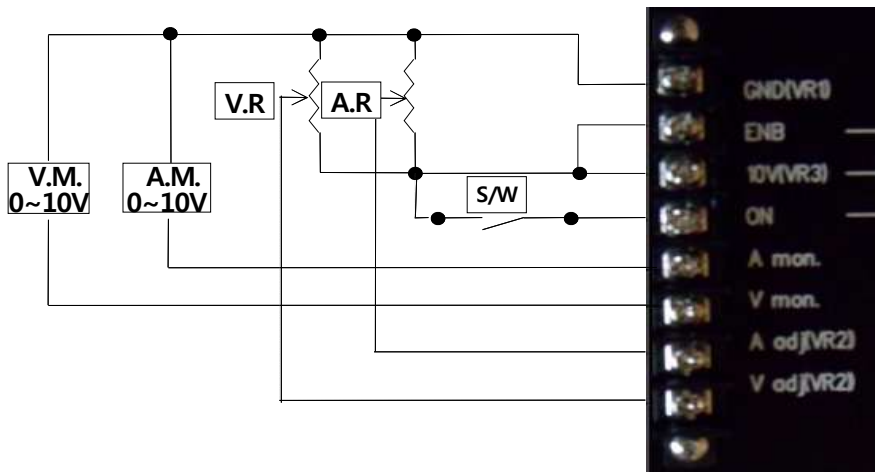 V.R
A.R
V.M.
0~10V
A.M.
0~10V
S/W
GND(VR1)
ENB
10V(VR3)
ON
A mon.
V mon.
A adj(VR2)
V adj(VR2)